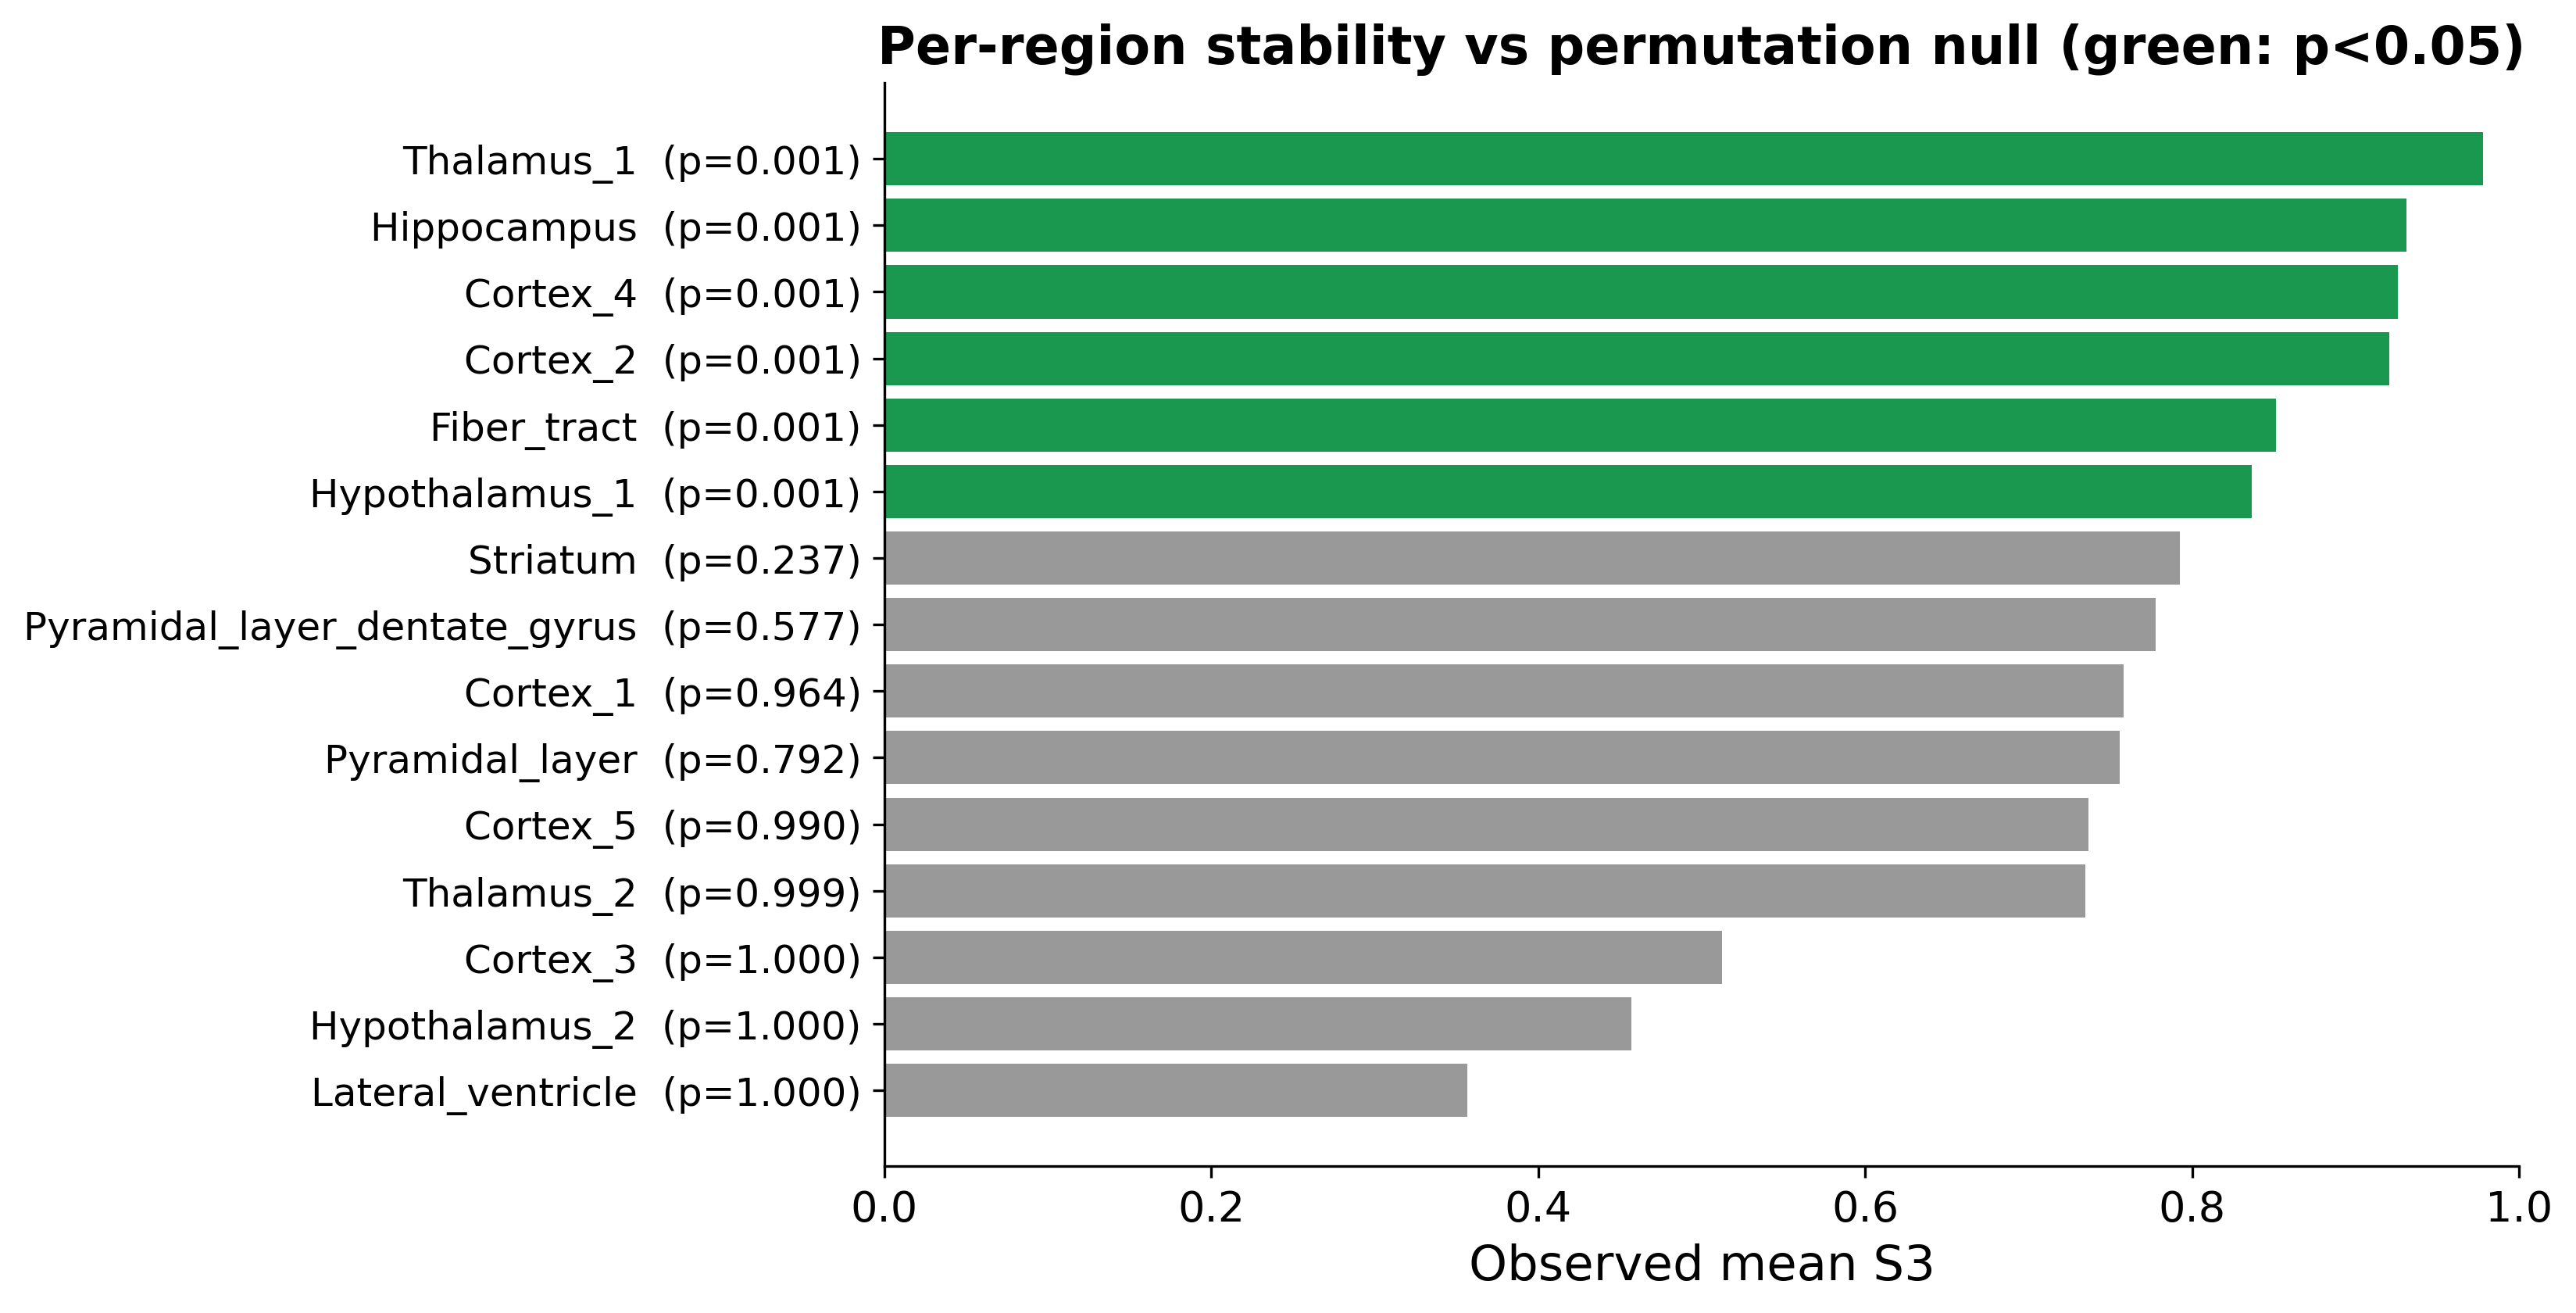 Per-region stability vs permutation null (green: p<0.05)
Thalamus_1 (p=0.001)
Hippocampus (p=0.001)
Cortex_4 (p=0.001)
Cortex_2 (p=0.001)
Fiber_tract (p=0.001)
Hypothalamus_1 (p=0.001)
Striatum (p=0.237)
Pyramidal_layer_dentate_gyrus (p=0.577)
Cortex_1 (p=0.964)
Pyramidal_layer (p=0.792)
Cortex_5 (p=0.990)
Thalamus_2 (p=0.999)
Cortex_3 (p=1.000)
Hypothalamus_2 (p=1.000)
Lateral_ventricle (p=1.000)
0.0 0.2 0.4 0.6 0.8 1.0
Observed mean S3